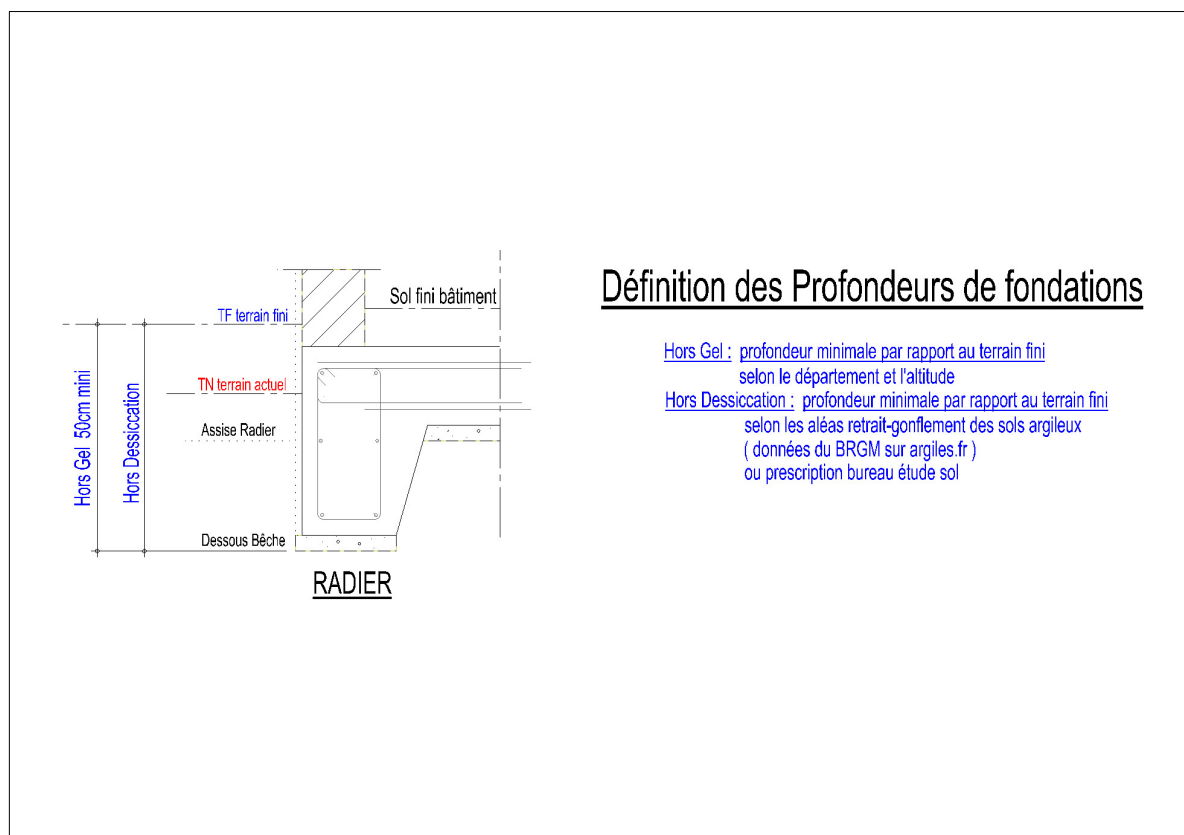 Définition des Profondeurs de fondations
Sol fini bâtiment
TF terrain fini
TN terrain actuel
Assise Radier
Dessous Bêche
RADIER
Hors Gel 50cm mini
Hors Dessiccation
Hors Gel : profondeur minimale par rapport au terrain fini
selon le département et l'altitude
Hors Dessiccation : profondeur minimale par rapport au terrain fini
selon les aléas retrait-gonflement des sols argileux
( données du BRGM sur argiles.fr )
ou prescription bureau étude sol